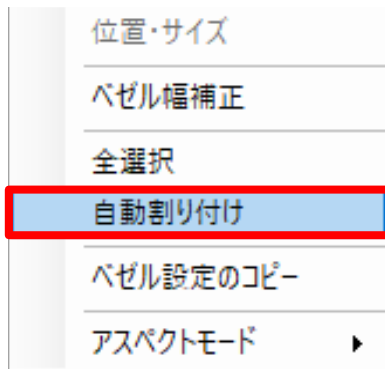 位置・サイズ
ベゼル幅補正
全選択
自動割り付け
ベゼル設定のコピー
アスペクトモード